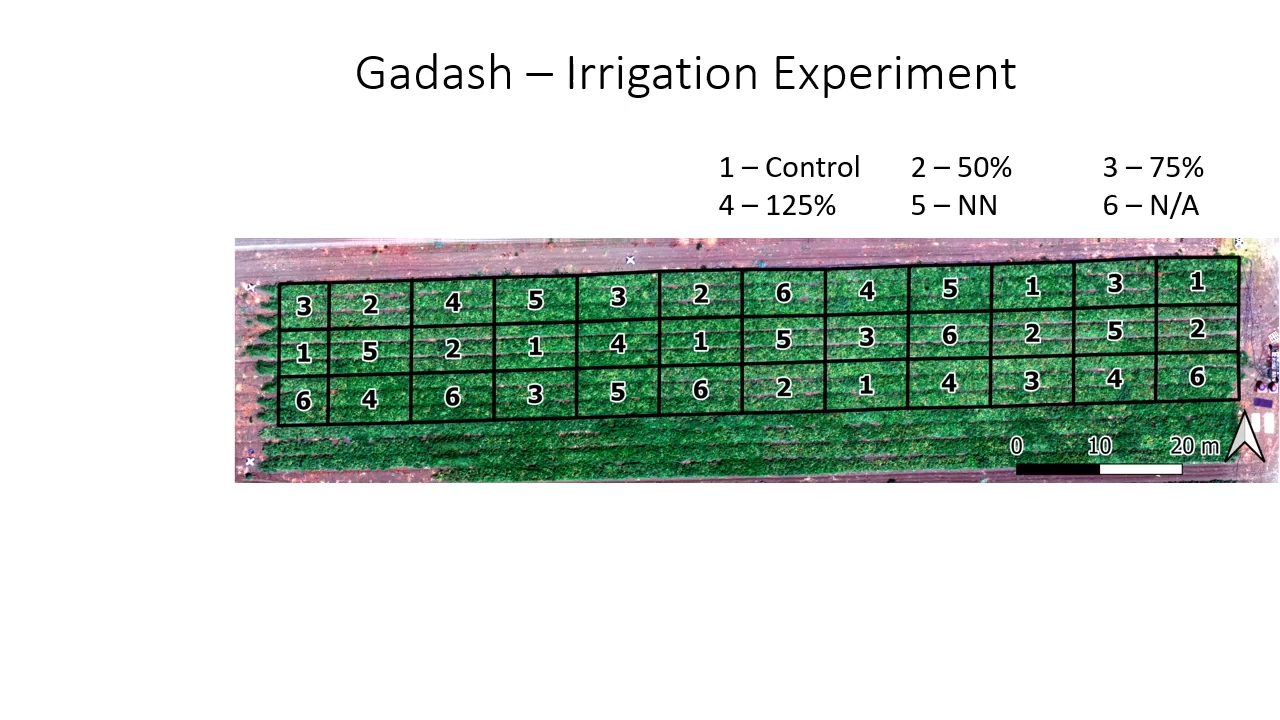 Gadash – Irrigation Experiment
1 – Control 2 – 50% 3 – 75%
4 – 125% 5 – NN 6 – N/A
3 2 4 5 3 2 6 4 5 1 3 1
1 5 2 1 4 1 5 3 6 2 5 2
6 4 6 3 5 6 2 1 4 3 4 6
0 10 20 m